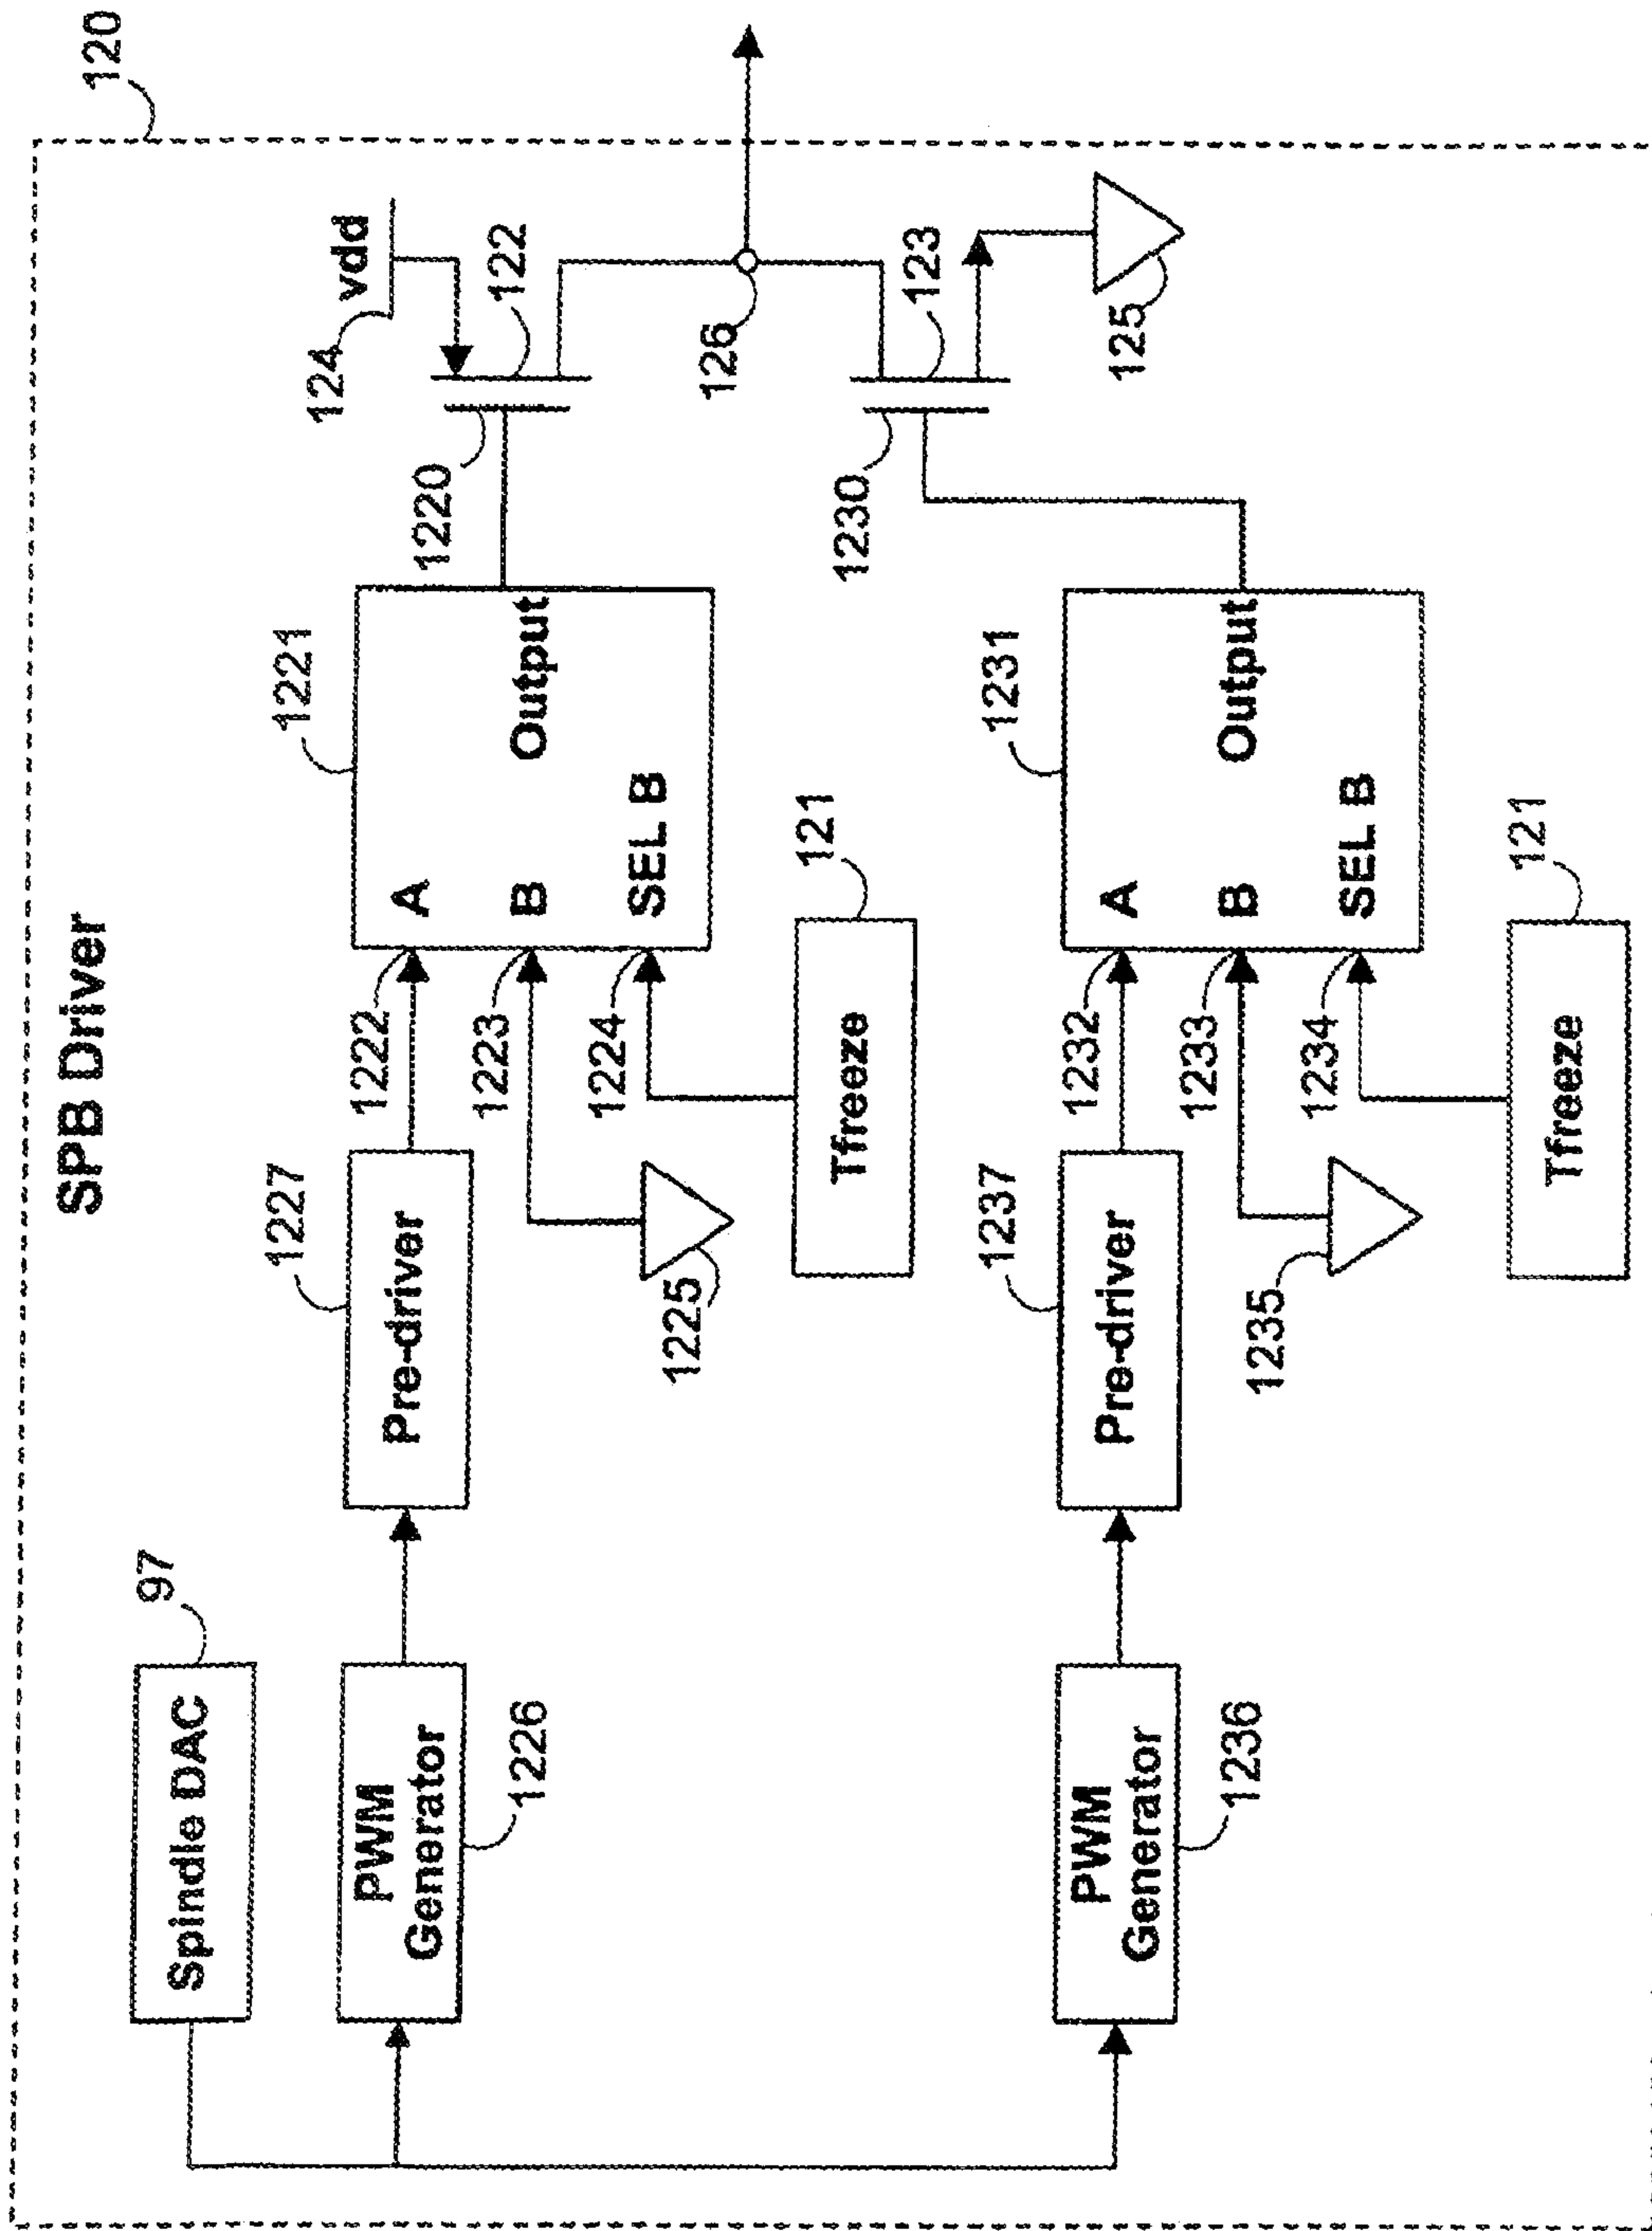 SPB Driver
120
Spindle DAC
97
124
vdd
PWM
Generator
1226
Pre-driver
1227
1222
1223
1224
A
B
SEL B
Output
1221
1220
122
1225
Tfreeze
121
126
PWM
Generator
1236
Pre-driver
1237
1232
1233
1234
A
B
SEL B
Output
1231
1230
123
125
1235
Tfreeze
121